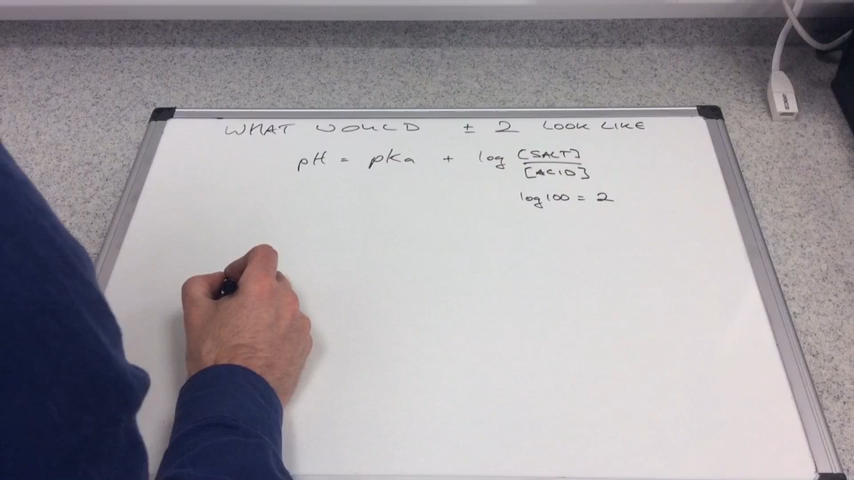 WHAT WOULD ± 2 LOOK LIKE
pH = pKa + log [SALT]
[ACID]
log 100 = 2